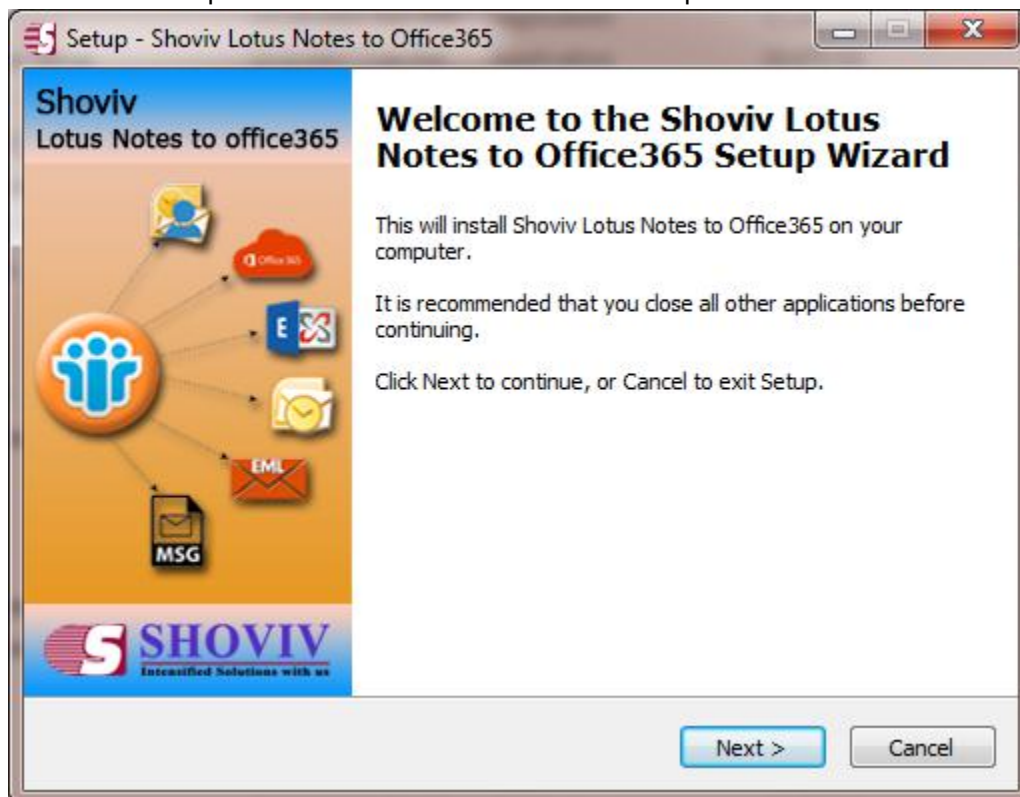 Setup - Shoviv Lotus Notes to Office365
Shoviv
Lotus Notes to office365
Office 365
E
EML
MSG
S SHOVIV
Intensified Solutions with us
Welcome to the Shoviv Lotus
Notes to Office365 Setup Wizard
This will install Shoviv Lotus Notes to Office365 on your
computer.
It is recommended that you close all other applications before
continuing.
Click Next to continue, or Cancel to exit Setup.
Next >
Cancel